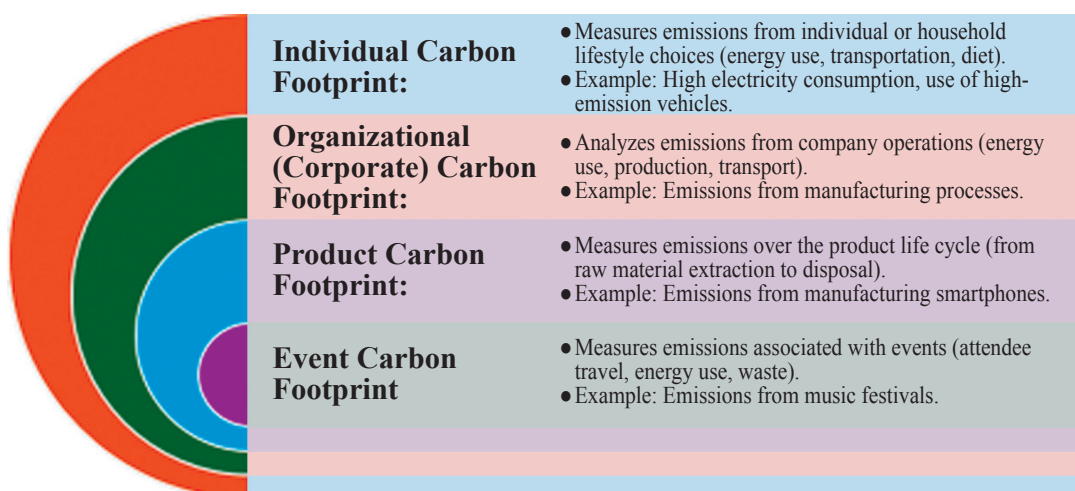 Individual Carbon
Footprint:
● Measures emissions from individual or household
lifestyle choices (energy use, transportation, diet).
● Example: High electricity consumption, use of high-
emission vehicles.
Organizational
(Corporate) Carbon
Footprint:
● Analyzes emissions from company operations (energy
use, production, transport).
● Example: Emissions from manufacturing processes.
Product Carbon
Footprint:
● Measures emissions over the product life cycle (from
raw material extraction to disposal).
● Example: Emissions from manufacturing smartphones.
Event Carbon
Footprint
● Measures emissions associated with events (attendee
travel, energy use, waste).
● Example: Emissions from music festivals.